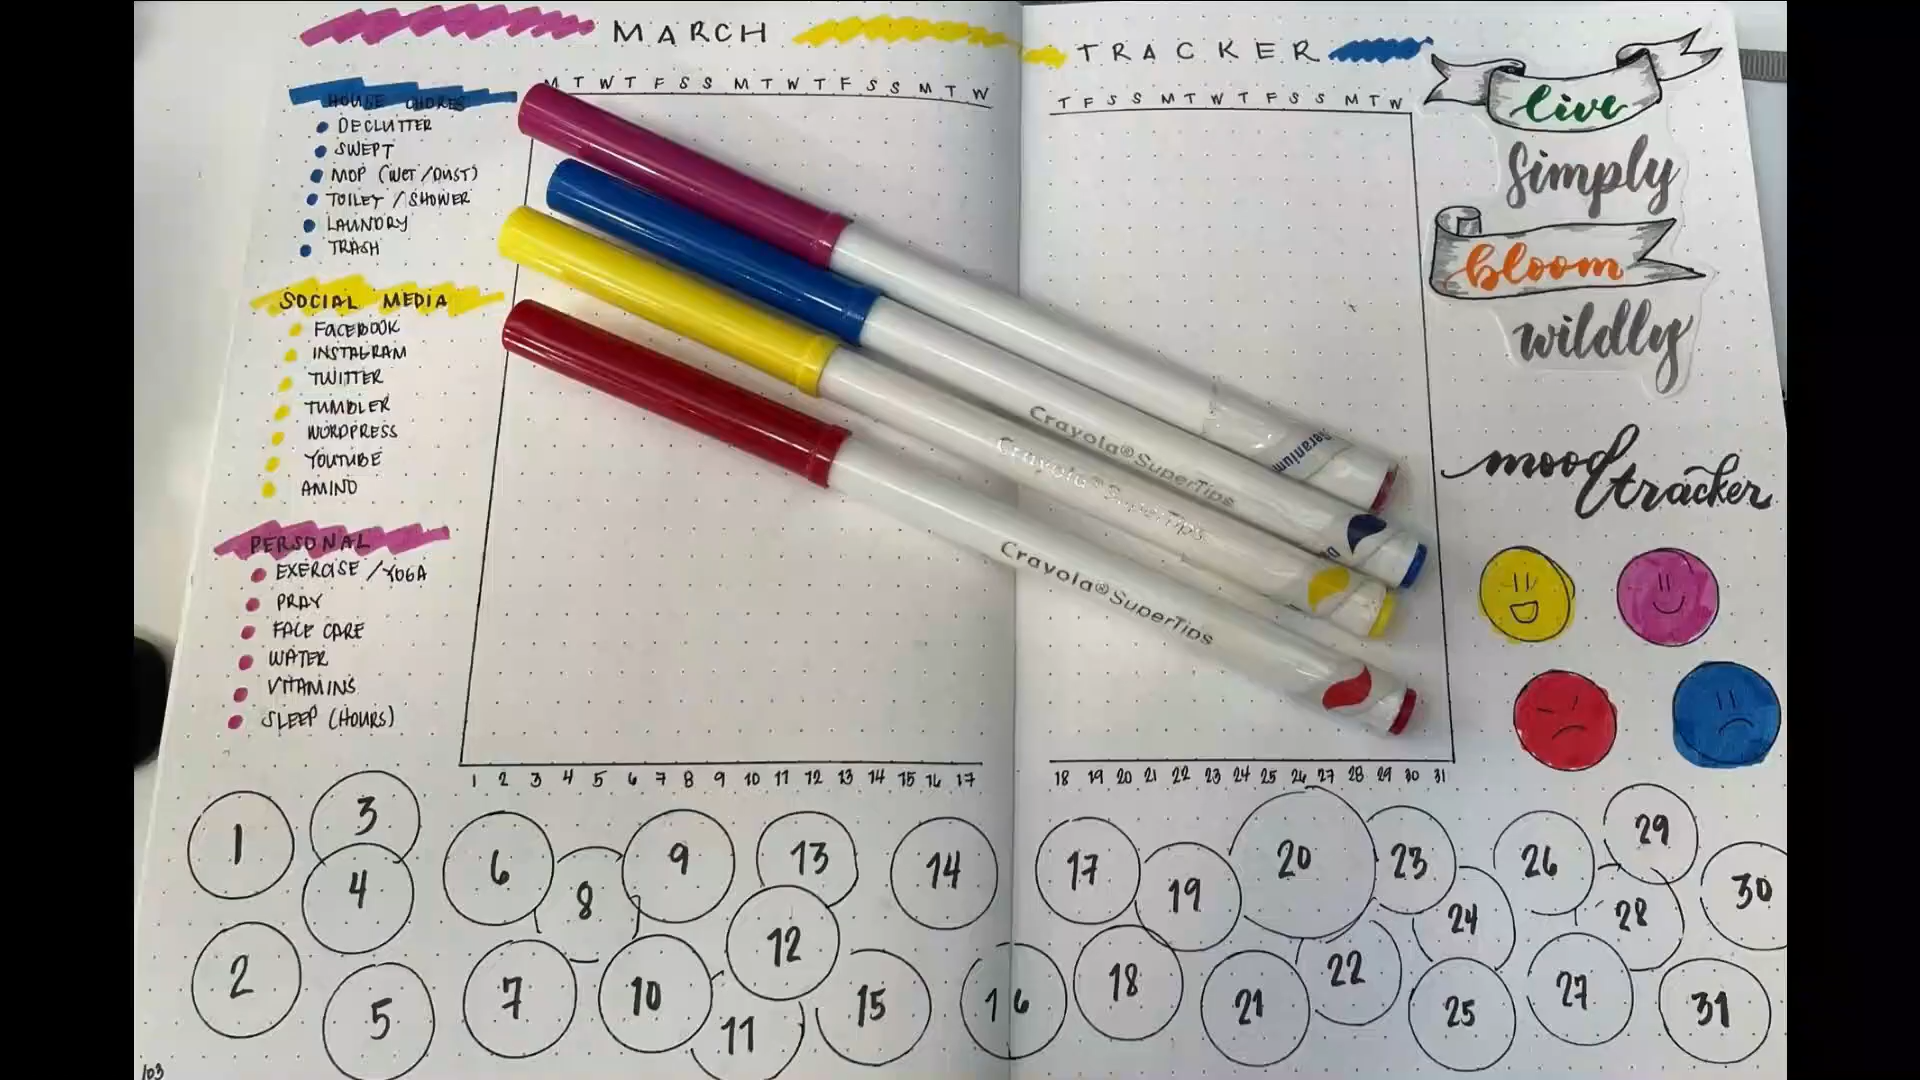 MARCH TRACKER
M T W T F S S M T W T F S S M T W
T F S S M T W T F S S M T W
HOUSE CHORES
DECLUTTER
SWEPT
MOP (WET/DUST)
TOILET / SHOWER
LAUNDRY
TRASH
SOCIAL MEDIA
FACEBOOK
INSTAGRAM
TWITTER
TUMBLER
WORDPRESS
YOUTUBE
AMINO
PERSONAL
EXERCISE /YOGA
PRAY
FACE CARE
WATER
VITAMINS
SLEEP (HOURS)
Crayola® SuperTips
Crayola® SuperTips
Crayola® SuperTips
live
simply
bloom
wildly
mood
tracker
1 2 3 4 5 6 7 8 9 10 11 12 13 14 15 16 17
18 19 20 21 22 23 24 25 26 27 28 29 30 31
1
2
3
4
5
6
7
8
9
10
11
12
13
14
15
16
17
18
19
20
21
22
23
24
25
26
27
28
29
30
31
103